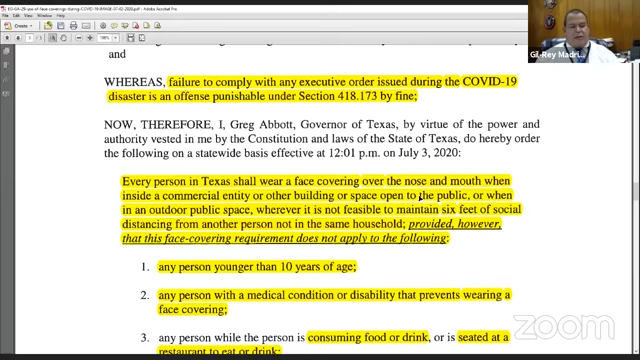 EO-GA-29-use-of-face-coverings-during-COVID-19-IMAGE-07-02-2020.pdf - Adobe Acrobat Pro
File Edit View Window Help
Create
Gil-Rey Madri...
and
WHEREAS, failure to comply with any executive order issued during the COVID-19
disaster is an offense punishable under Section 418.173 by fine;
NOW, THEREFORE, I, Greg Abbott, Governor of Texas, by virtue of the power and
authority vested in me by the Constitution and laws of the State of Texas, do hereby order
the following on a statewide basis effective at 12:01 p.m. on July 3, 2020:
Every person in Texas shall wear a face covering over the nose and mouth when
inside a commercial entity or other building or space open to the public, or when
in an outdoor public space, wherever it is not feasible to maintain six feet of social
distancing from another person not in the same household; provided, however,
that this face-covering requirement does not apply to the following:
1. any person younger than 10 years of age;
2. any person with a medical condition or disability that prevents wearing a
face covering;
3. any person while the person is consuming food or drink, or is seated at a
restaurant to eat or drink;
zoom